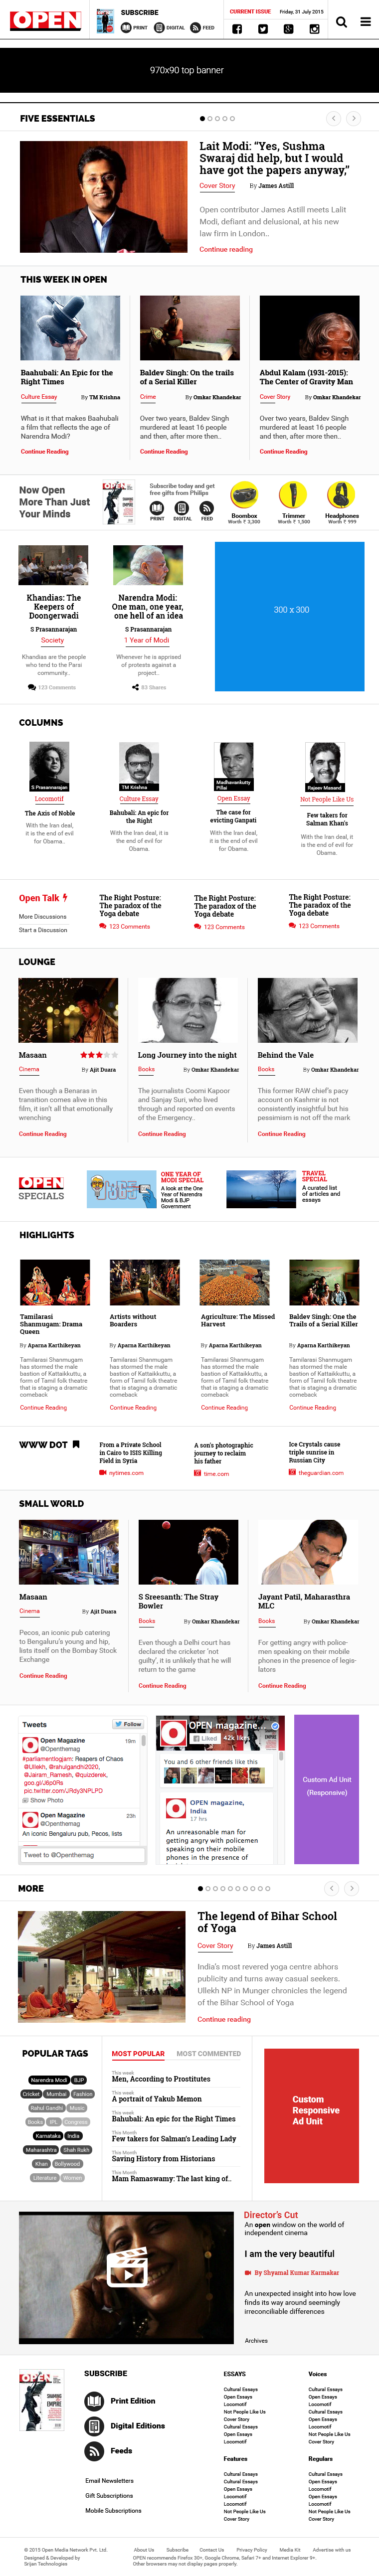 OPEN
SUBSCRIBE
PRINT
DIGITAL
FEED
CURRENT ISSUE
Friday, 31 July 2015
970x90 top banner
FIVE ESSENTIALS
Lait Modi: "Yes, Sushma
Swaraj did help, but I would
have got the papers anyway,"
Cover Story
By James Astill
Open contributor James Astill meets Lalit
Modi, defiant and delusional, at his new
law firm in London..
Continue reading
THIS WEEK IN OPEN
Baahubali: An Epic for the
Right Times
Culture Essay
By TM Krishna
What is it that makes Baahubali
a film that reflects the age of
Narendra Modi?
Continue Reading
Baldev Singh: On the trails
of a Serial Killer
Crime
By Omkar Khandekar
Over two years, Baldev Singh
murdered at least 16 people
and then, after more then..
Continue Reading
Abdul Kalam (1931-2015):
The Center of Gravity Man
Cover Story
By Omkar Khandekar
Over two years, Baldev Singh
murdered at least 16 people
and then, after more then..
Continue Reading
Now Open
More Than Just
Your Minds
OPEN
Subscribe today and get
free gifts from Philips
PRINT
DIGITAL
FEED
Boombox
Worth ₹ 3,300
Trimmer
Worth ₹ 1,500
Headphones
Worth ₹ 999
Khandias: The
Keepers of
Doongerwadi
S Prasannarajan
Society
Khandias are the people
who tend to the Parsi
community..
123 Comments
Narendra Modi:
One man, one year,
one hell of an idea
S Prasannarajan
1 Year of Modi
Whenever he is apprised
of protests against a
project..
83 Shares
300 x 300
COLUMNS
S Prasannarajan
Locomotif
The Axis of Noble
With the Iran deal,
it is the end of evil
for Obama..
TM Krishna
Culture Essay
Bahubali: An epic for
the Right
With the Iran deal, it is
the end of evil for
Obama.
Madhavankutty
Pillai
Open Essay
The case for
evicting Ganpati
With the Iran deal,
it is the end of evil
for Obama.
Rajeev Masand
Not People Like Us
Few takers for
Salman Khan's
With the Iran deal, it
is the end of evil for
Obama.
Open Talk
More Discussions
Start a Discussion
The Right Posture:
The paradox of the
Yoga debate
123 Comments
The Right Posture:
The paradox of the
Yoga debate
123 Comments
The Right Posture:
The paradox of the
Yoga debate
123 Comments
LOUNGE
Masaan
Cinema
By Ajit Duara
Even though a Benaras in
transition comes alive in this
film, it isn't all that emotionally
wrenching
Continue Reading
Long Journey into the night
Books
By Omkar Khandekar
The journalists Coomi Kapoor
and Sanjay Suri, who lived
through and reported on events
of the Emergency..
Continue Reading
Behind the Vale
Books
By Omkar Khandekar
This former RAW chief's pacy
account on Kashmir is not
consistently insightful but his
pessimism is not off the mark
Continue Reading
OPEN
SPECIALS
365
ONE YEAR OF
MODI SPECIAL
A look at the One
Year of Narendra
Modi & BJP
Government
TRAVEL
SPECIAL
A curated list
of articles and
essays
HIGHLIGHTS
Tamilarasi
Shanmugam: Drama
Queen
By Aparna Karthikeyan
Tamilarasi Shanmugam
has stormed the male
bastion of Kattaikkuttu, a
form of Tamil folk theatre
that is staging a dramatic
comeback
Continue Reading
Artists without
Boarders
By Aparna Karthikeyan
Tamilarasi Shanmugam
has stormed the male
bastion of Kattaikkuttu, a
form of Tamil folk theatre
that is staging a dramatic
comeback
Continue Reading
Agriculture: The Missed
Harvest
By Aparna Karthikeyan
Tamilarasi Shanmugam
has stormed the male
bastion of Kattaikkuttu, a
form of Tamil folk theatre
that is staging a dramatic
comeback
Continue Reading
Baldev Singh: One the
Trails of a Serial Killer
By Aparna Karthikeyan
Tamilarasi Shanmugam
has stormed the male
bastion of Kattaikkuttu, a
form of Tamil folk theatre
that is staging a dramatic
comeback
Continue Reading
WWW DOT
From a Private School
in Cairo to ISIS Killing
Field in Syria
nytimes.com
A son's photographic
journey to reclaim
his father
time.com
Ice Crystals cause
triple sunrise in
Russian City
theguardian.com
SMALL WORLD
Masaan
Cinema
By Ajit Duara
Pecos, an iconic pub catering
to Bengaluru's young and hip,
lists itself on the Bombay Stock
Exchange
Continue Reading
S Sreesanth: The Stray
Bowler
Books
By Omkar Khandekar
Even though a Delhi court has
declared the cricketer 'not
guilty', it is unlikely that he will
return to the game
Continue Reading
Jayant Patil, Maharasthra
MLC
Books
By Omkar Khandekar
For getting angry with police-
men speaking on their mobile
phones in the presence of legis-
lators
Continue Reading
Tweets
Follow
Open Magazine
@Openthemag
19m
#parliamentlogjam: Reapers of Chaos
@Ullekh, @rahulgandhi2020,
@Jairam_Ramesh, @quizderek,
goo.gl/J6p0Rs
pic.twitter.com/JRdy3NPLPD
Show Photo
Open Magazine
@Openthemag
23h
An iconic Bengaluru pub, Pecos, lists
Tweet to @Openthemag
OPEN magazine
Liked
42k likes
You and 6 other friends like this
OPEN magazine,
India
17 hrs
An unreasonable man for
getting angry with policemen
speaking on their mobile
phones in the presence of
Custom Ad Unit
(Responsive)
MORE
The legend of Bihar School
of Yoga
Cover Story
By James Astill
India's most revered yoga centre abhors
publicity and turns away casual seekers.
Ullekh NP in Munger chronicles the legend
of the Bihar School of Yoga
Continue reading
POPULAR TAGS
Narendra Modi
BJP
Cricket
Mumbai
Fashion
Rahul Gandhi
Music
Books
IPL
Congress
Karnataka
India
Maharashtra
Shah Rukh
Khan
Bollywood
Literature
Women
MOST POPULAR
MOST COMMENTED
This week
Men, According to Prostitutes
This week
A portrait of Yakub Memon
This week
Bahubali: An epic for the Right Times
This Month
Few takers for Salman's Leading Lady
This Month
Saving History from Historians
This Month
Mam Ramaswamy: The last king of..
Custom
Responsive
Ad Unit
Director's Cut
An open window on to the world of
independent cinema
I am the very beautiful
By Shyamal Kumar Karmakar
An unexpected insight into how love
finds its way around seemingly
irreconciliable differences
Archives
OPEN
SHAPING
THE
EMPIRE
SUBSCRIBE
Print Edition
Digital Editions
Feeds
Email Newsletters
Gift Subscriptions
Mobile Subscriptions
ESSAYS
Cultural Essays
Open Essays
Locomotif
Not People Like Us
Cover Story
Cultural Essays
Open Essays
Locomotif
Features
Cultural Essays
Cultural Essays
Open Essays
Locomotif
Locomotif
Not People Like Us
Cover Story
Voices
Cultural Essays
Open Essays
Locomotif
Cultural Essays
Open Essays
Locomotif
Not People Like Us
Cover Story
Regulars
Cultural Essays
Open Essays
Locomotif
Open Essays
Locomotif
Not People Like Us
Cover Story
© 2015 Open Media Network Pvt. Ltd.
Designed & Developed by
Srijan Technologies
About Us
Subscribe
Contact Us
Privacy Policy
Media Kit
Advertise with us
OPEN recommends Firefox 30+, Google Chrome, Safari 7+ and Internet Explorer 9+.
Other browsers may not display pages properly.